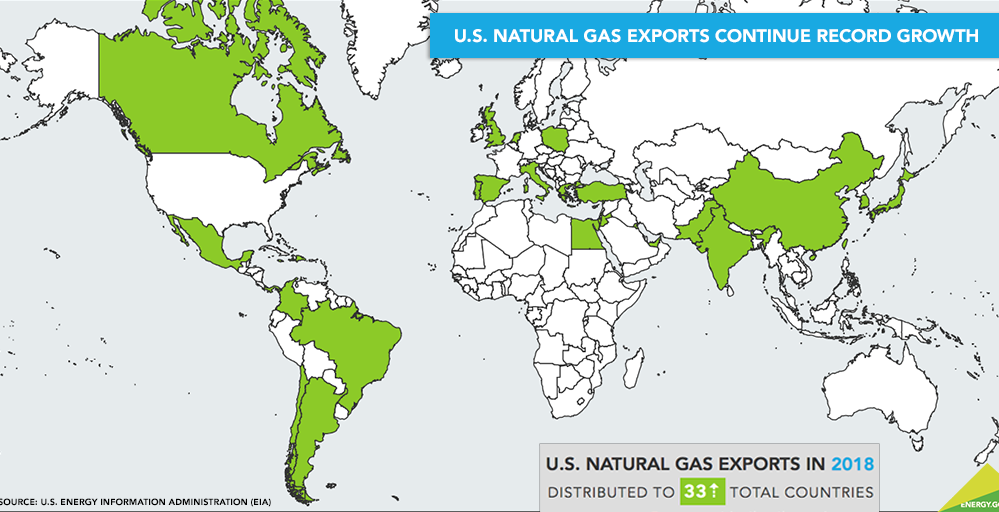 U.S. NATURAL GAS EXPORTS CONTINUE RECORD GROWTH
U.S. NATURAL GAS EXPORTS IN 2018
DISTRIBUTED TO 33↑ TOTAL COUNTRIES
SOURCE: U.S. ENERGY INFORMATION ADMINISTRATION (EIA)
ENERGY.GO